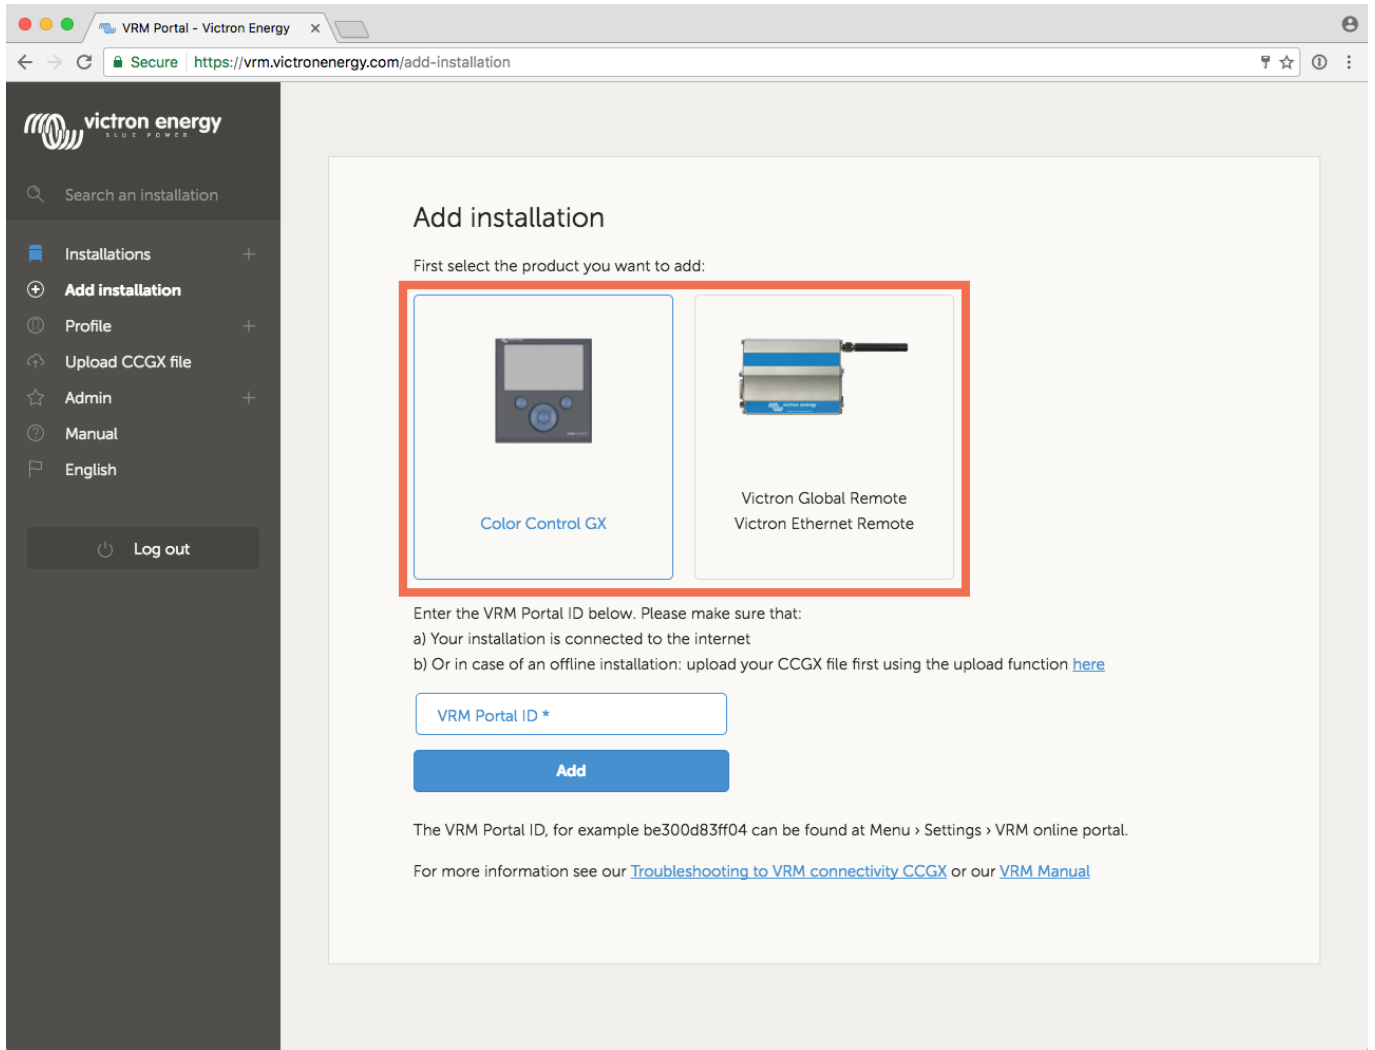 VRM Portal - Victron Energy
Secure https://vrm.victronenergy.com/add-installation
victron energy
BLUE POWER
Search an installation
Installations
Add installation
Profile
Upload CCGX file
Admin
Manual
English
Log out
Add installation
First select the product you want to add:
Color Control GX
victron energy
Victron Global Remote
Victron Ethernet Remote
Enter the VRM Portal ID below. Please make sure that:
a) Your installation is connected to the internet
b) Or in case of an offline installation: upload your CCGX file first using the upload function here
VRM Portal ID *
Add
The VRM Portal ID, for example be300d83ff04 can be found at Menu › Settings › VRM online portal.
For more information see our Troubleshooting to VRM connectivity CCGX or our VRM Manual